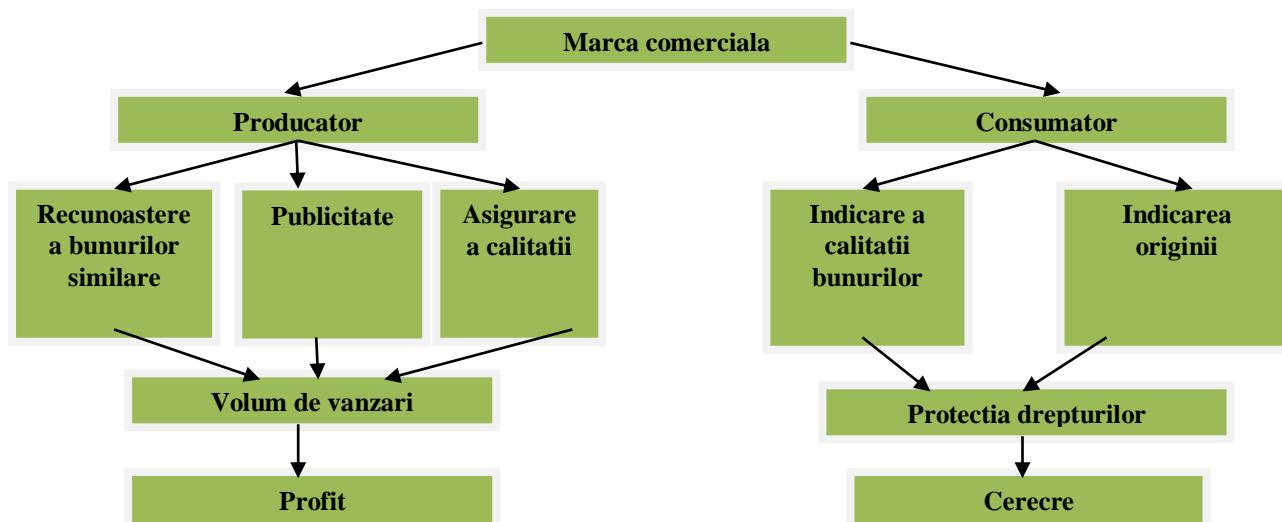 Marca comerciala
Producator
Consumator
Recunoastere
a bunurilor
similare
Publicitate
Asigurare
a calitatii
Indicare a
calitatii
bunurilor
Indicarea
originii
Volum de vanzari
Protectia drepturilor
Profit
Cerecre